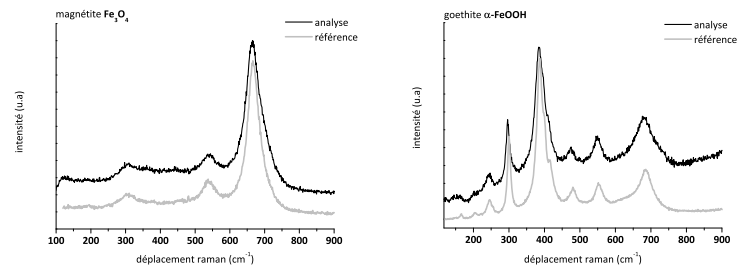 magnétite Fe3O4
analyse
référence
intensité (u.a)
100 200 300 400 500 600 700 800 900
déplacement raman (cm-1)
goethite α-FeOOH
analyse
référence
intensité (u.a)
200 300 400 500 600 700 800 900
déplacement raman (cm-1)